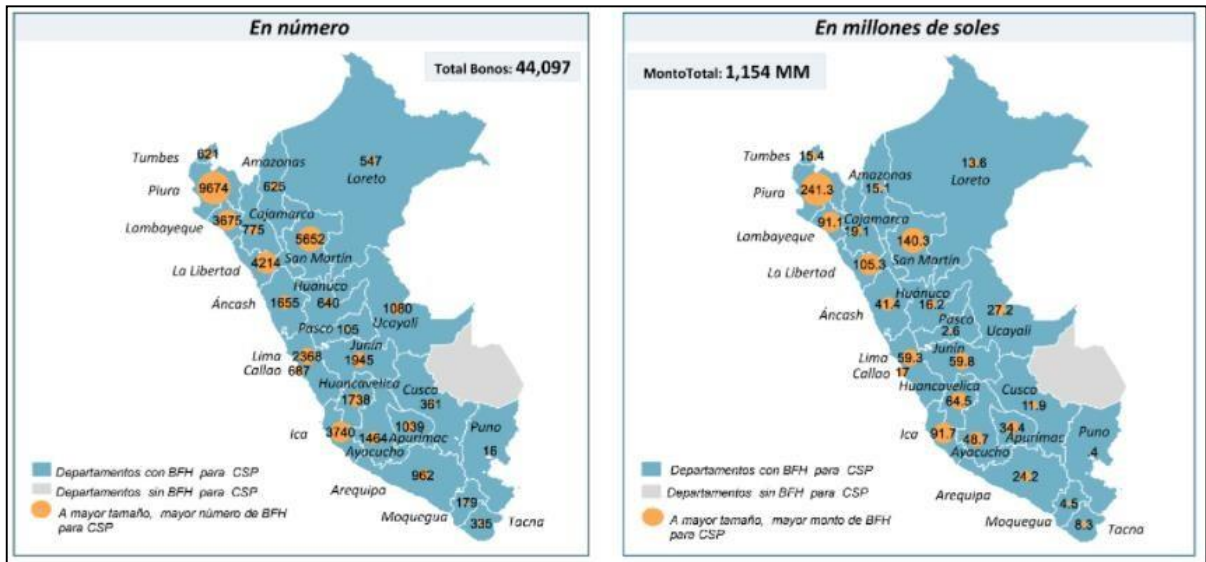 En número
Total Bonos: 44,097
Tumbes
621
Amazonas
547
Loreto
Piura
9674
625
Lambayeque
3675
Cajamarca
775
5652
San Martín
La Libertad
4214
Huánuco
Áncash
1655
640
1080
Ucayali
Pasco 105
Junín
Lima
2368
1945
Callao
687
Huancavelica
1738
Cusco
361
Ica
3740
1464
1039
Apurímac
Ayacucho
Puno
16
962
Arequipa
179
Moquegua
335
Tacna
Departamentos con BFH para CSP
Departamentos sin BFH para CSP
A mayor tamaño, mayor número de BFH
para CSP
En millones de soles
MontoTotal: 1,154 MM
Tumbes
15.4
Amazonas
15.1
13.6
Loreto
Piura
241.3
Lambayeque
91.1
Cajamarca
19.1
140.3
San Martín
La Libertad
105.3
Huánuco
Áncash
41.4
16.2
27.2
Ucayali
Pasco
2.6
Junín
Lima
59.3
59.8
Callao
17
Huancavelica
64.5
Cusco
11.9
Ica
91.7
48.7
34.4
Apurímac
Ayacucho
Puno
.4
24.2
Arequipa
4.5
Moquegua
8.3
Tacna
Departamentos con BFH para CSP
Departamentos sin BFH para CSP
A mayor tamaño, mayor monto de BFH
para CSP